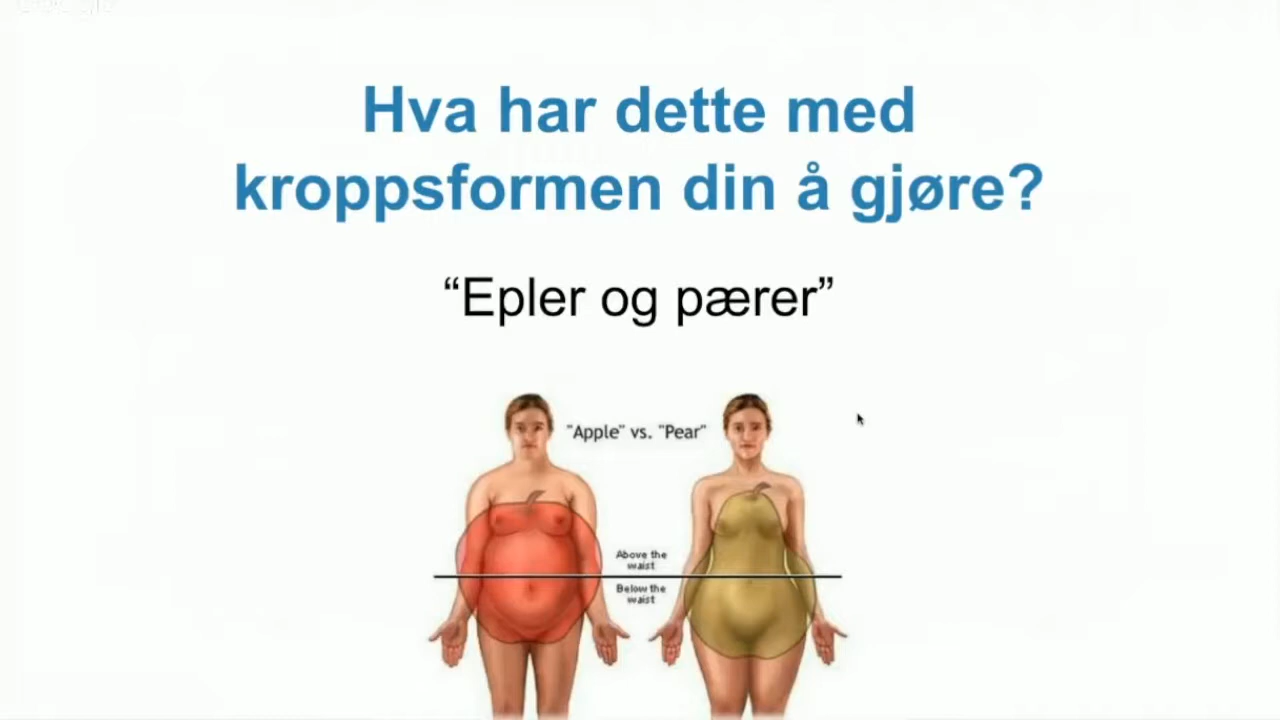 Hva har dette med
kroppsformen din å gjøre?
“Epler og pærer”
"Apple" vs. "Pear"
Above the
waist
Below the
waist